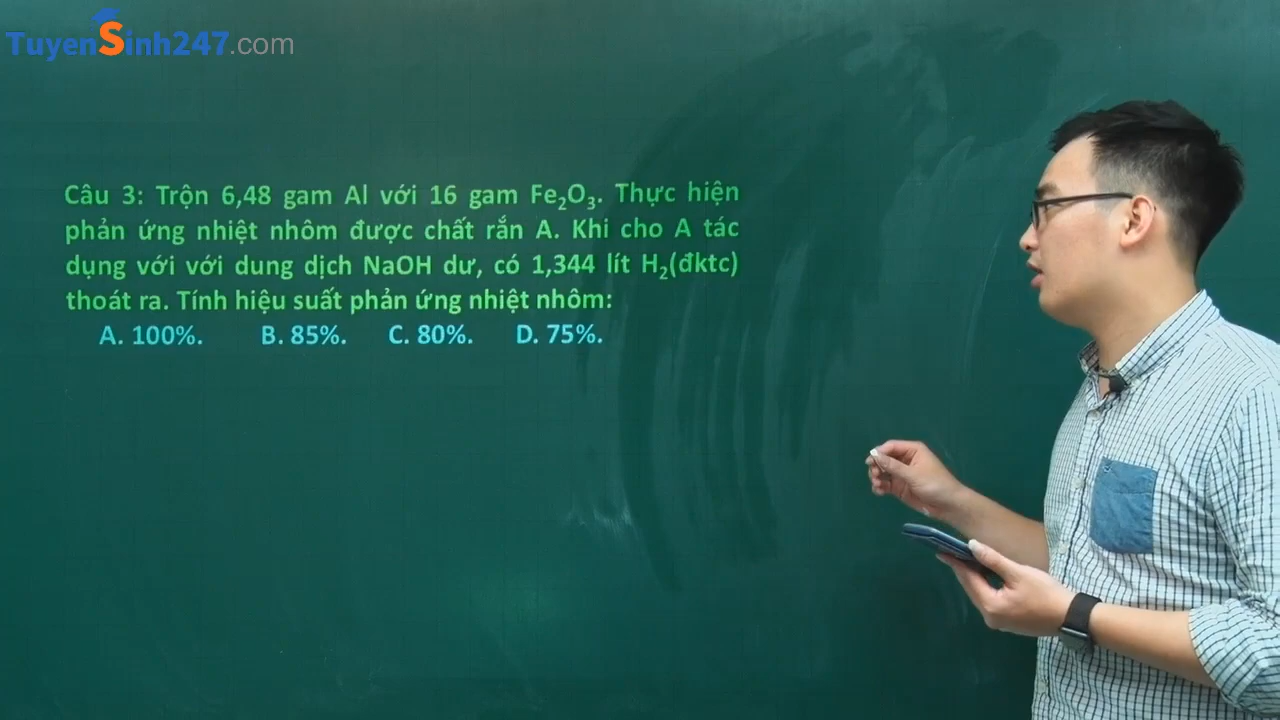 TuyenSinh247.com
Câu 3: Trộn 6,48 gam Al với 16 gam Fe₂O₃. Thực hiện
phản ứng nhiệt nhôm được chất rắn A. Khi cho A tác
dụng với với dung dịch NaOH dư, có 1,344 lít H₂(đktc)
thoát ra. Tính hiệu suất phản ứng nhiệt nhôm:
A. 100%. B. 85%. C. 80%. D. 75%.